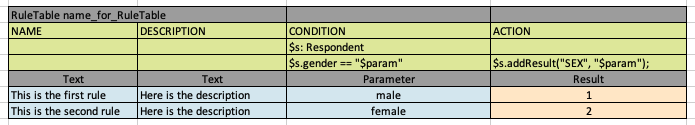 RuleTable name_for_RuleTable
NAME DESCRIPTION CONDITION ACTION
$s: Respondent
$s.gender == "$param" $s.addResult("SEX", "$param");
Text Text Parameter Result
This is the first rule Here is the description male 1
This is the second rule Here is the description female 2